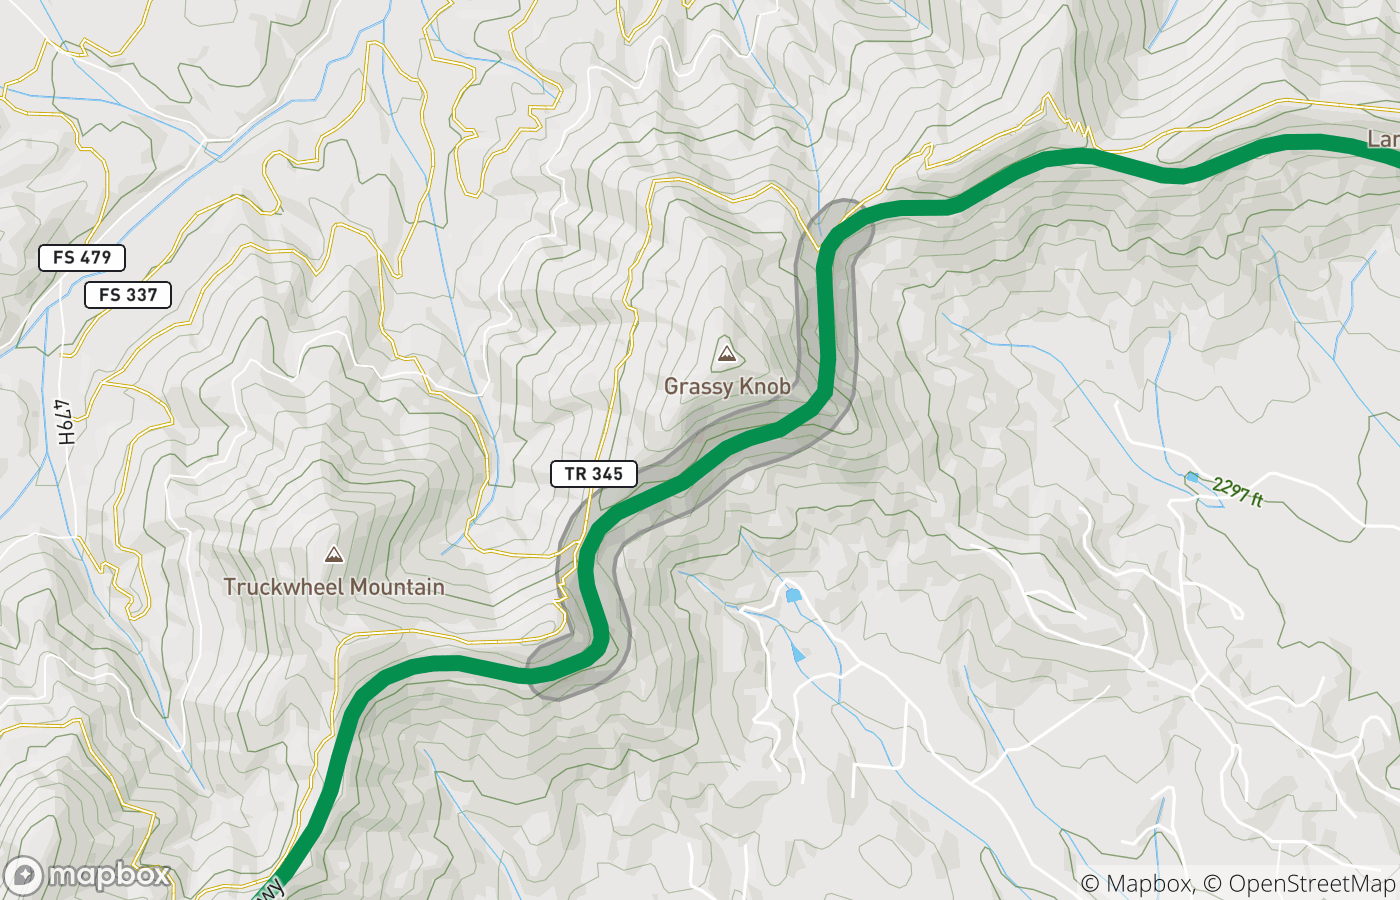 FS 479
FS 337
Grassy Knob
479H
TR 345
2297 ft
Truckwheel Mountain
mapbox
© Mapbox, © OpenStreetMap